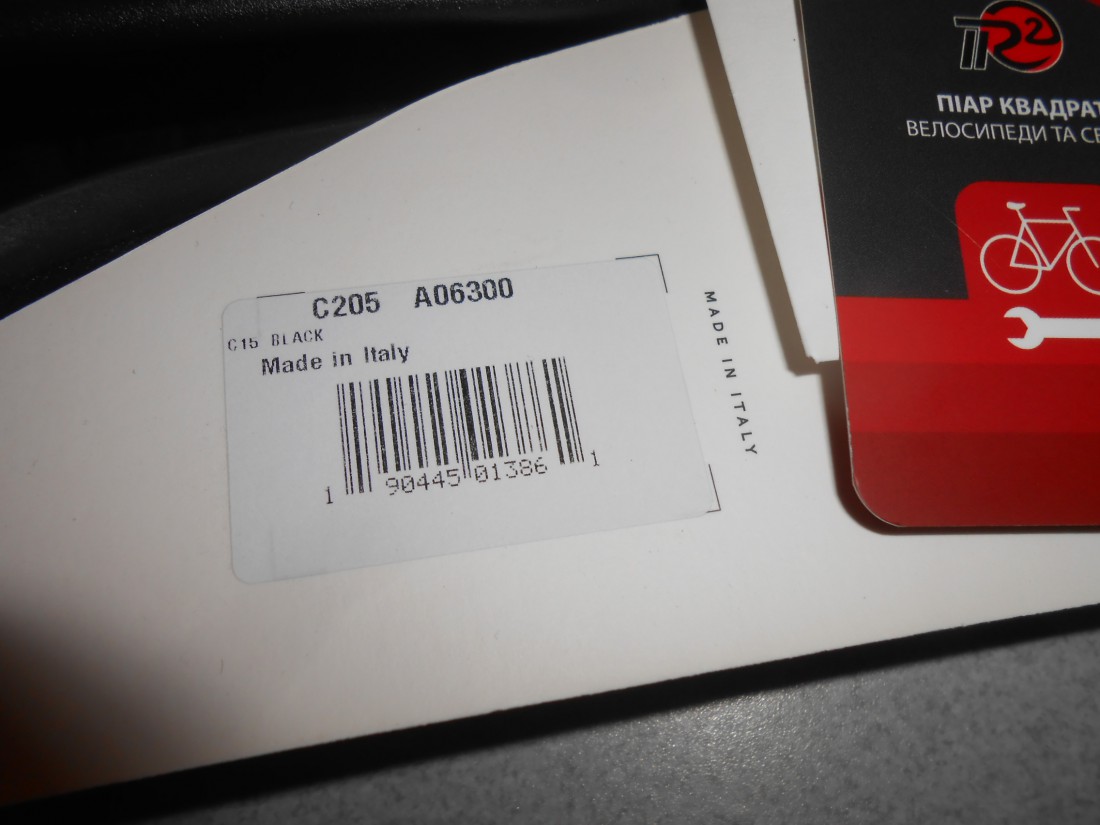 C205 A06300
C15 BLACK
Made in Italy
1 90445 01386 1
MADE IN ITALY
ПІАР КВАДРАТ
ВЕЛОСИПЕДИ ТА СЕ